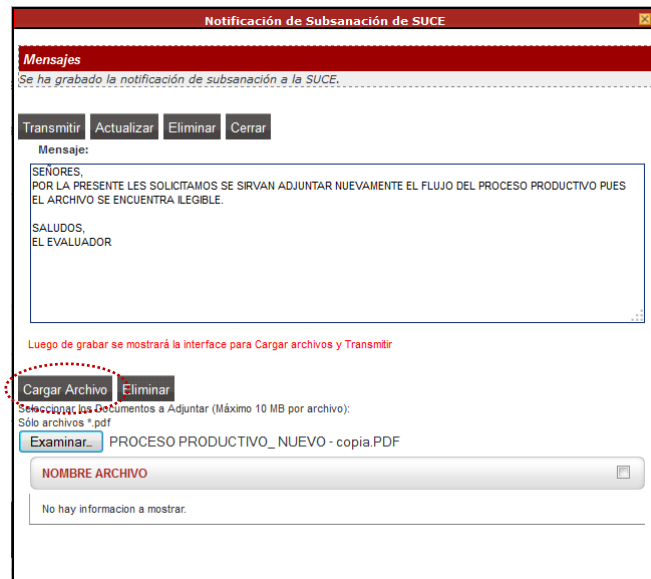 Notificación de Subsanación de SUCE
Mensajes
Se ha grabado la notificación de subsanación a la SUCE.
Transmitir Actualizar Eliminar Cerrar
Mensaje:
SEÑORES,
POR LA PRESENTE LES SOLICITAMOS SE SIRVAN ADJUNTAR NUEVAMENTE EL FLUJO DEL PROCESO PRODUCTIVO PUES
EL ARCHIVO SE ENCUENTRA ILEGIBLE.
SALUDOS,
EL EVALUADOR
Luego de grabar se mostrará la interface para Cargar archivos y Transmitir
Cargar Archivo Eliminar
Seleccionar los Documentos a Adjuntar (Máximo 10 MB por archivo):
Sólo archivos *.pdf
Examinar_ PROCESO PRODUCTIVO_ NUEVO - copia.PDF
NOMBRE ARCHIVO
No hay informacion a mostrar.